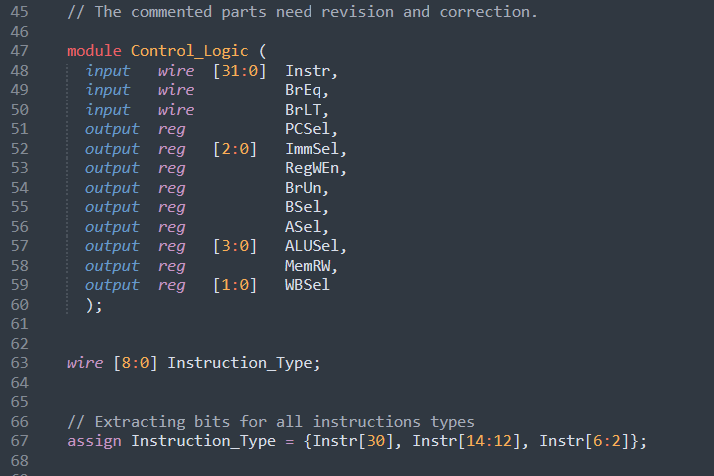 45 // The commented parts need revision and correction.
46
47 module Control_Logic (
48 input wire [31:0] Instr,
49 input wire BrEq,
50 input wire BrLT,
51 output reg PCSel,
52 output reg [2:0] ImmSel,
53 output reg RegWEn,
54 output reg BrUn,
55 output reg BSel,
56 output reg ASel,
57 output reg [3:0] ALUSel,
58 output reg MemRW,
59 output reg [1:0] WBSel
60 );
61
62
63 wire [8:0] Instruction_Type;
64
65
66 // Extracting bits for all instructions types
67 assign Instruction_Type = {Instr[30], Instr[14:12], Instr[6:2]};
68